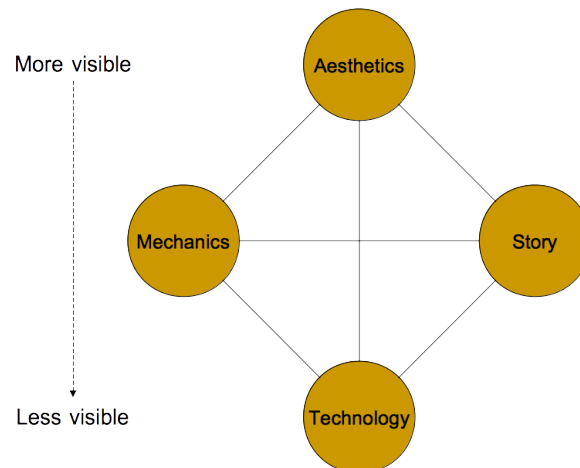 More visible
Aesthetics
Mechanics
Story
Less visible
Technology